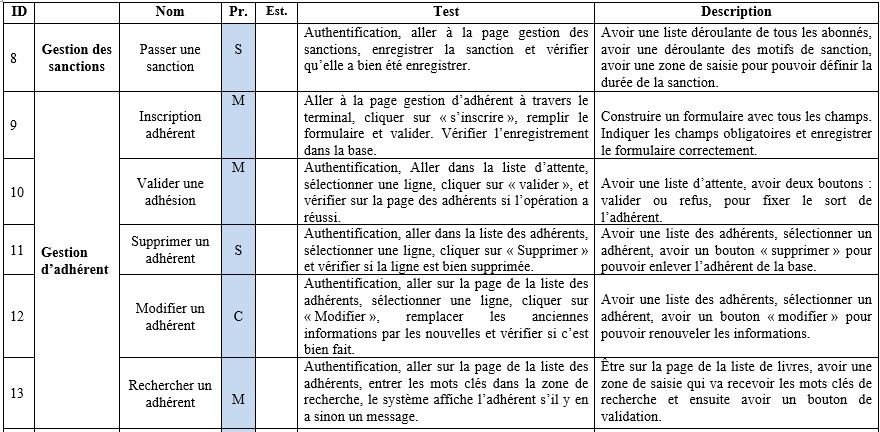 ID Nom Pr. Est. Test Description
8
Gestion des
sanctions
Passer une
sanction
S
Authentification, aller à la page gestion des
sanctions, enregistrer la sanction et vérifier
qu'elle a bien été enregistrer.
Avoir une liste déroulante de tous les abonnés,
avoir une déroulante des motifs de sanction,
avoir une zone de saisie pour pouvoir définir la
durée de la sanction.
9
Gestion
d'adhérent
Inscription
adhérent
M
Aller à la page gestion d'adhérent à travers le
terminal, cliquer sur « s'inscrire », remplir le
formulaire et valider. Vérifier l'enregistrement
dans la base.
Construire un formulaire avec tous les champs.
Indiquer les champs obligatoires et enregistrer
le formulaire correctement.
10
Valider une
adhésion
M
Authentification, Aller dans la liste d'attente,
sélectionner une ligne, cliquer sur « valider », et
vérifier sur la page des adhérents si l'opération a
réussi.
Avoir une liste d'attente, avoir deux boutons :
valider ou refus, pour fixer le sort de
l'adhérent.
11
Supprimer un
adhérent
S
Authentification, aller dans la liste des adhérents,
sélectionner une ligne, cliquer sur « Supprimer »
et vérifier si la ligne est bien supprimée.
Avoir une liste des adhérents, sélectionner un
adhérent, avoir un bouton « supprimer » pour
pouvoir enlever l'adhérent de la base.
12
Modifier un
adhérent
C
Authentification, aller sur la page de la liste des
adhérents, sélectionner une ligne, cliquer sur
« Modifier », remplacer les anciennes
informations par les nouvelles et vérifier si c'est
bien fait.
Avoir une liste des adhérents, sélectionner un
adhérent, avoir un bouton « modifier » pour
pouvoir renouveler les informations.
13
Rechercher un
adhérent
M
Authentification, aller sur la page de la liste des
adhérents, entrer les mots clés dans la zone de
recherche, le système affiche l'adhérent s'il y en
a sinon un message.
Être sur la page de la liste de livres, avoir une
zone de saisie qui va recevoir les mots clés de
recherche et ensuite avoir un bouton de
validation.